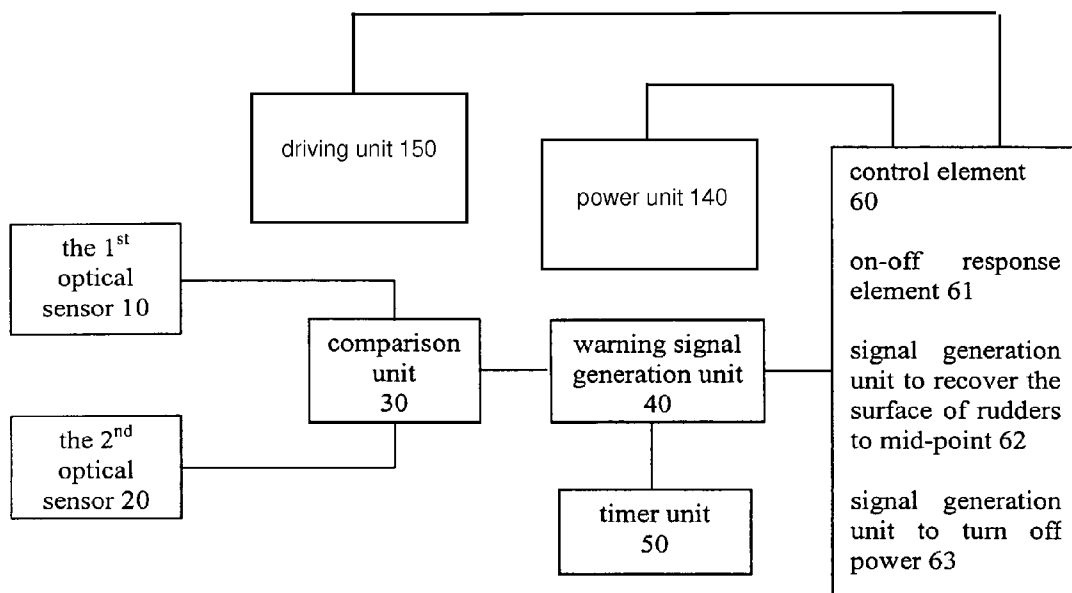 driving unit 150
power unit 140
control element
60
on-off response
element 61
signal generation
unit to recover the
surface of rudders
to mid-point 62
signal generation
unit to turn off
power 63
the 1st
optical
sensor 10
comparison
unit
30
warning signal
generation unit
40
the 2nd
optical
sensor 20
timer unit
50